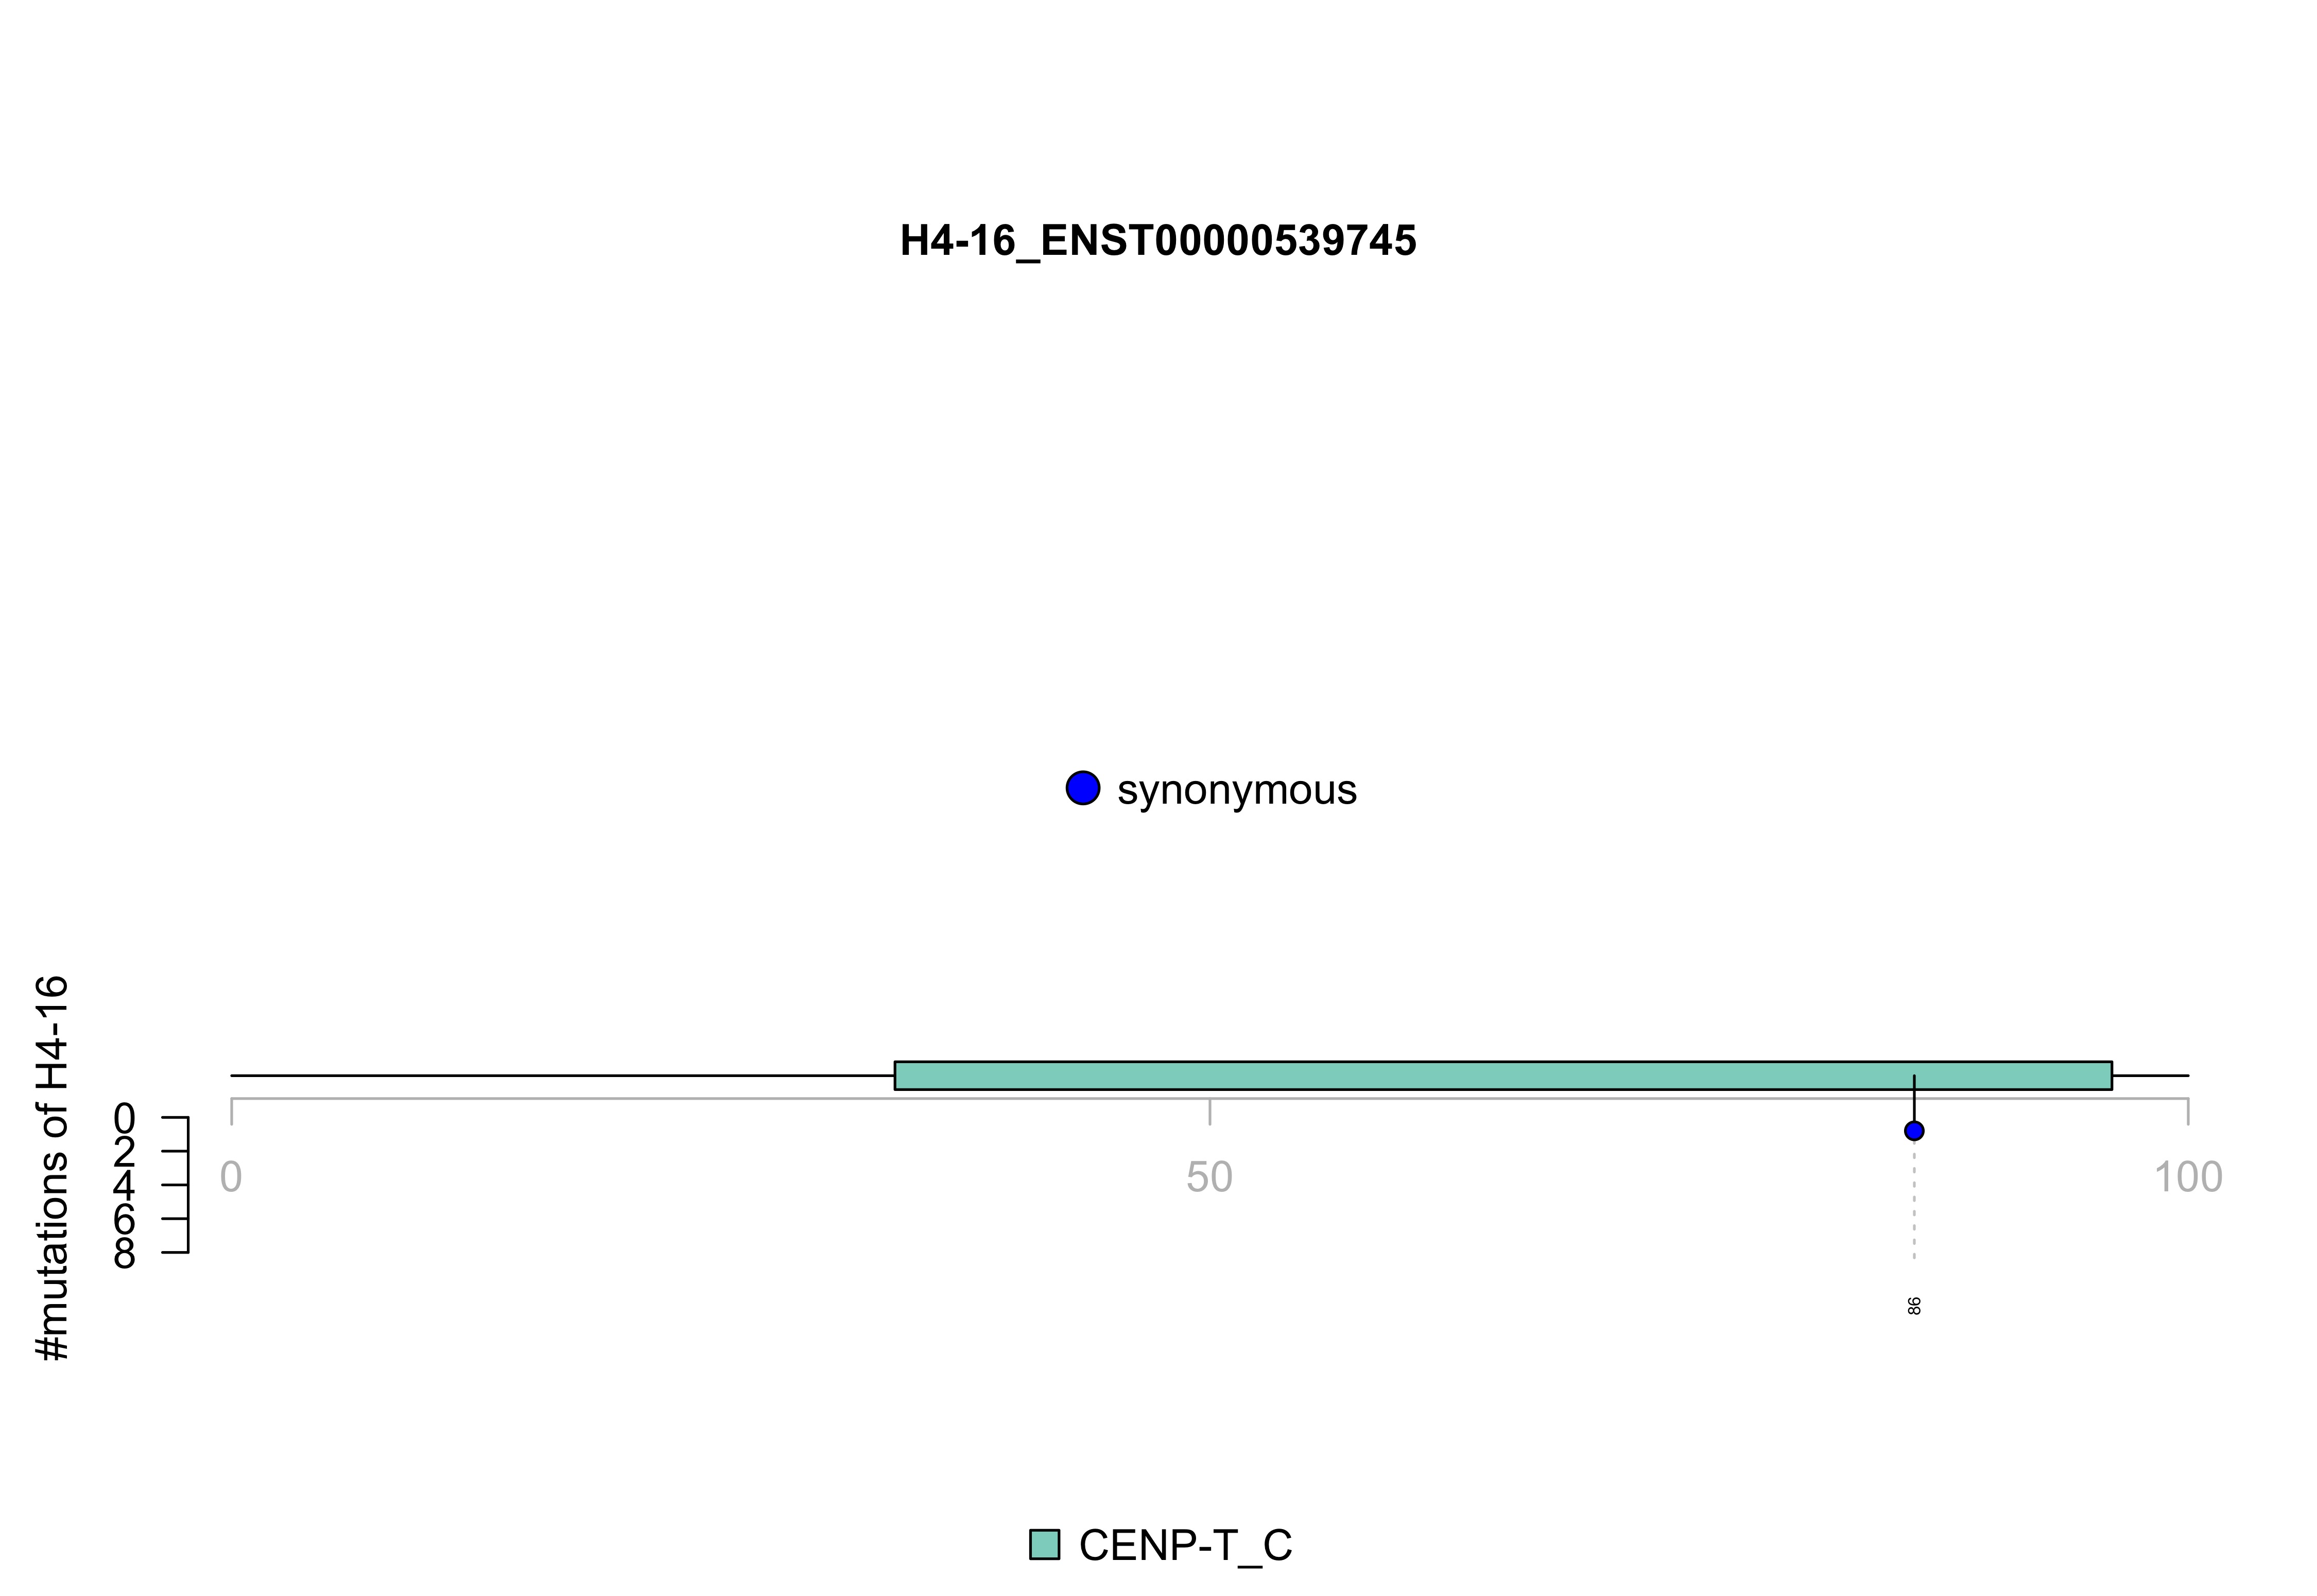 H4-16_ENST00000539745
synonymous
#mutations of H4-16
0
2
4
6
8
0
50
100
86
CENP-T_C